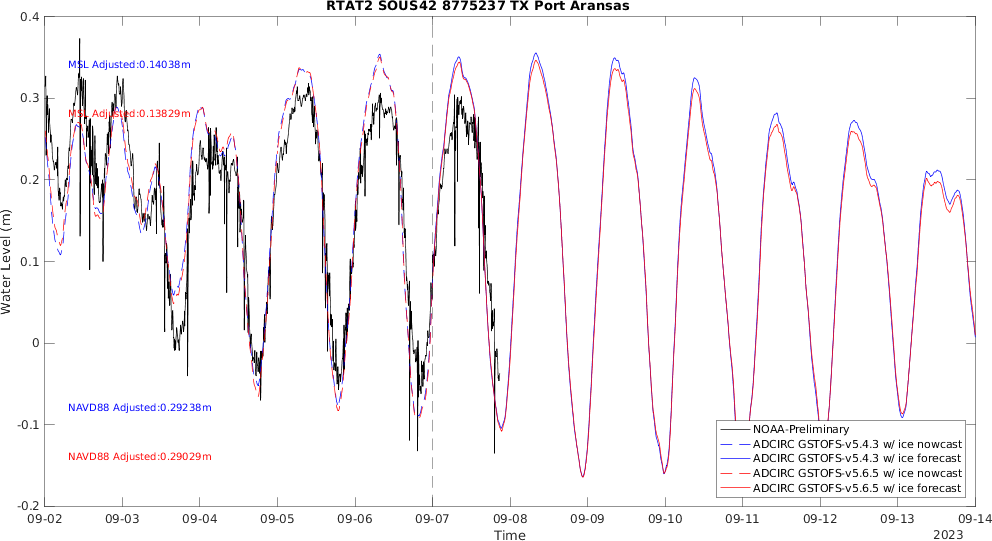 RTAT2 SOUS42 8775237 TX Port Aransas
Water Level (m)
0.4
0.3
0.2
0.1
0
-0.1
-0.2
MSL Adjusted:0.14038m
MSL Adjusted:0.13829m
NAVD88 Adjusted:0.29238m
NAVD88 Adjusted:0.29029m
NOAA-Preliminary
ADCIRC GSTOFS-v5.4.3 w/ ice nowcast
ADCIRC GSTOFS-v5.4.3 w/ ice forecast
ADCIRC GSTOFS-v5.6.5 w/ ice nowcast
ADCIRC GSTOFS-v5.6.5 w/ ice forecast
09-02 09-03 09-04 09-05 09-06 09-07 09-08 09-09 09-10 09-11 09-12 09-13 09-14
Time
2023